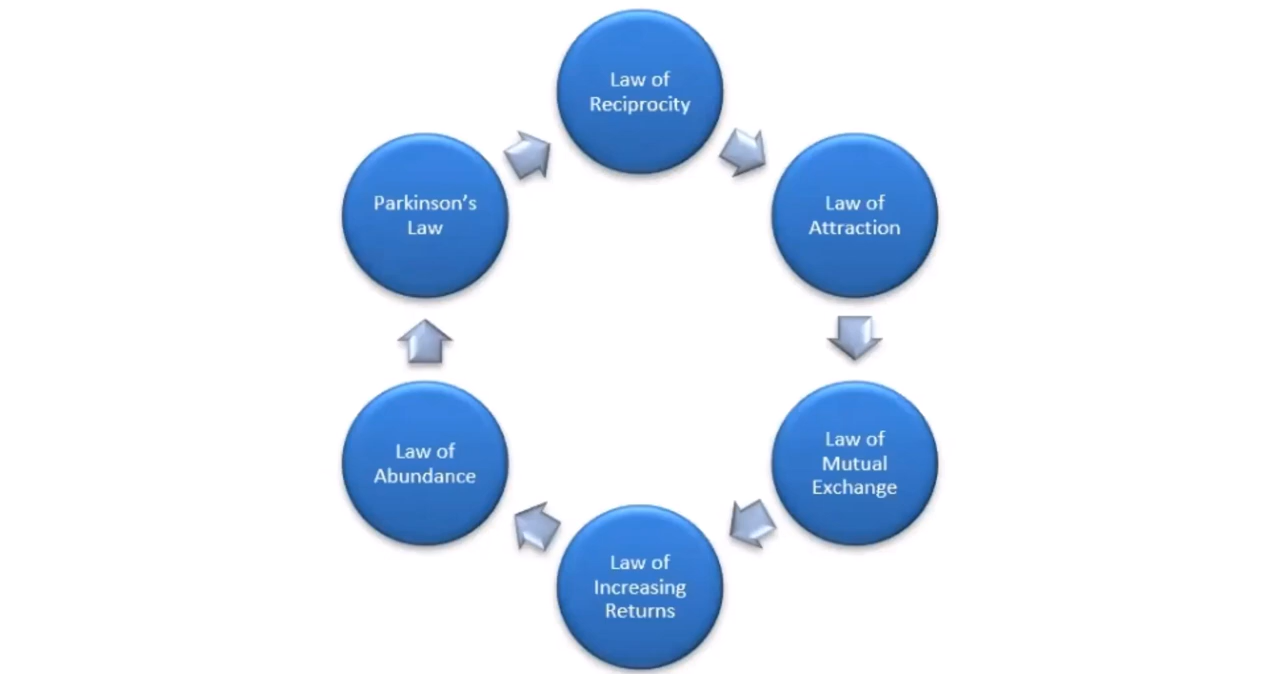 Law of
Reciprocity
Law of
Attraction
Law of
Mutual
Exchange
Law of
Increasing
Returns
Law of
Abundance
Parkinson's
Law